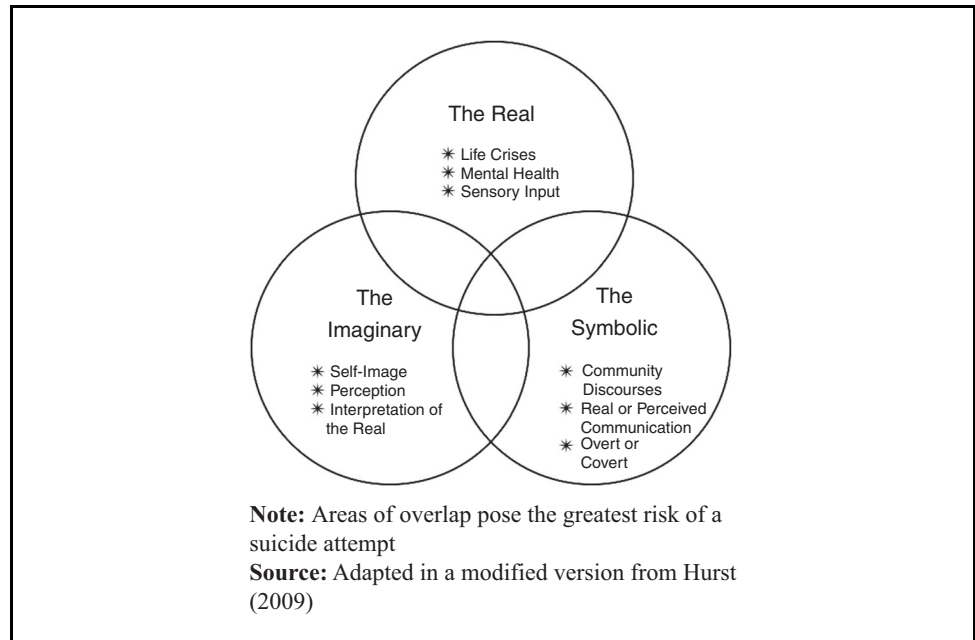 The Real
✴ Life Crises
✴ Mental Health
✴ Sensory Input
The
Imaginary
✴ Self-Image
✴ Perception
✴ Interpretation of
the Real
The
Symbolic
✴ Community
Discourses
✴ Real or Perceived
Communication
✴ Overt or
Covert
Note: Areas of overlap pose the greatest risk of a
suicide attempt
Source: Adapted in a modified version from Hurst
(2009)